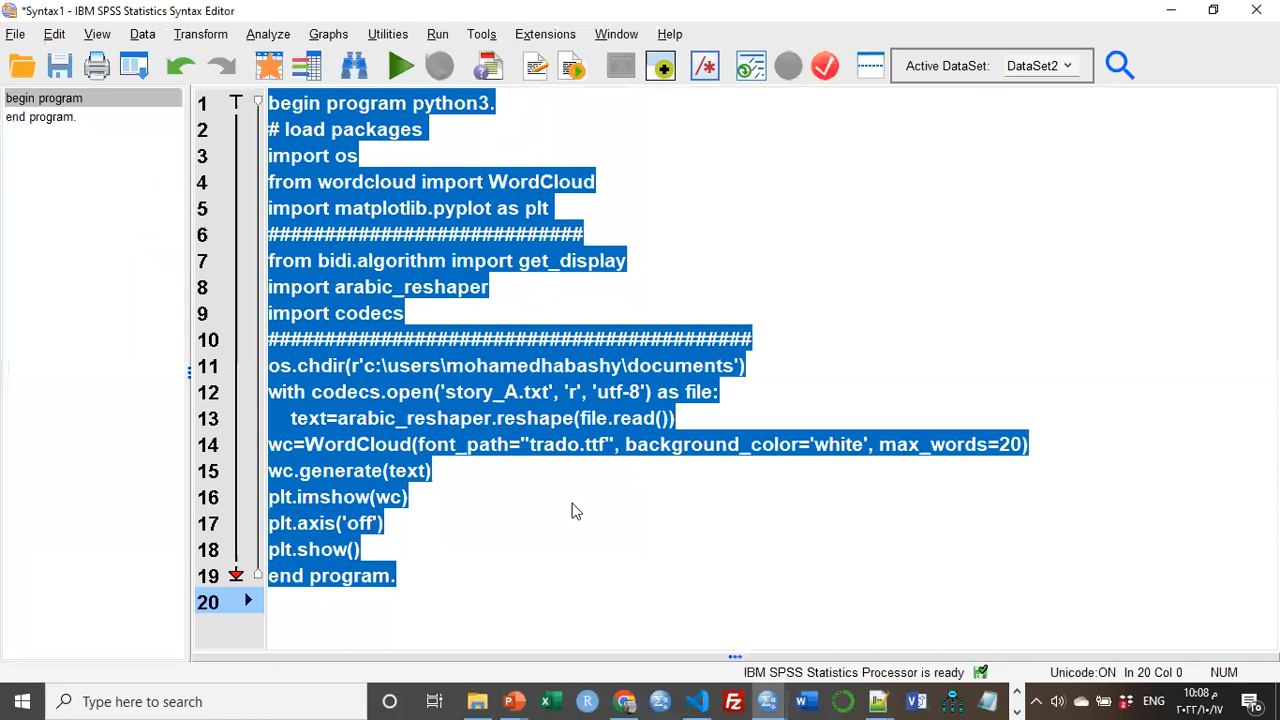 *Syntax1 - IBM SPSS Statistics Syntax Editor
File Edit View Data Transform Graphs Analyze Utilities Run Tools Extensions Window Help
Active DataSet: DataSet2
begin program
end program.
1 begin program python3.
2 # load packages
3 import os
4 from wordcloud import WordCloud
5 import matplotlib.pyplot as plt
6 ############################
7 from bidi.algorithm import get_display
8 import arabic_reshaper
9 import codecs
10 ###########################################
11 os.chdir(r'c:\users\mohamedhabashy\documents')
12 with codecs.open('story_A.txt', 'r', 'utf-8') as file:
13 text=arabic_reshaper.reshape(file.read())
14 wc=WordCloud(font_path="trado.ttf", background_color='white', max_words=20)
15 wc.generate(text)
16 plt.imshow(wc)
17 plt.axis('off')
18 plt.show()
19 end program.
20
IBM SPSS Statistics Processor is ready Unicode:ON In 20 Col 0 NUM
Type here to search
ENG
10:08 م
٢٠٢٢/١٠/١٧